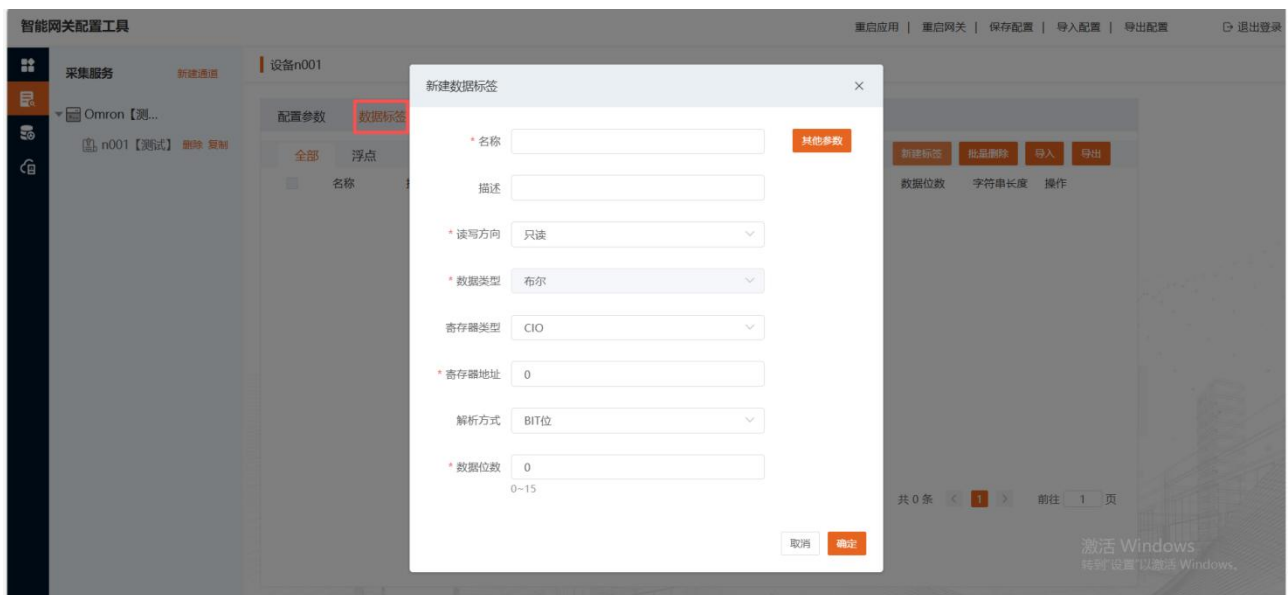 智能网关配置工具
重启应用 | 重启网关 | 保存配置 | 导入配置 | 导出配置 退出登录
采集服务 新建通道
设备n001
Omron【测...
n001【测试】 删除 复制
配置参数 数据标签
全部 浮点
新建标签 批量删除 导入 导出
名称
数据位数 字符串长度 操作
新建数据标签
* 名称
其他参数
描述
* 读写方向 只读
* 数据类型 布尔
寄存器类型 CIO
* 寄存器地址 0
解析方式 BIT位
* 数据位数 0
0~15
取消 确定
共 0 条 < 1 > 前往 1 页
激活 Windows
转到"设置"以激活 Windows。